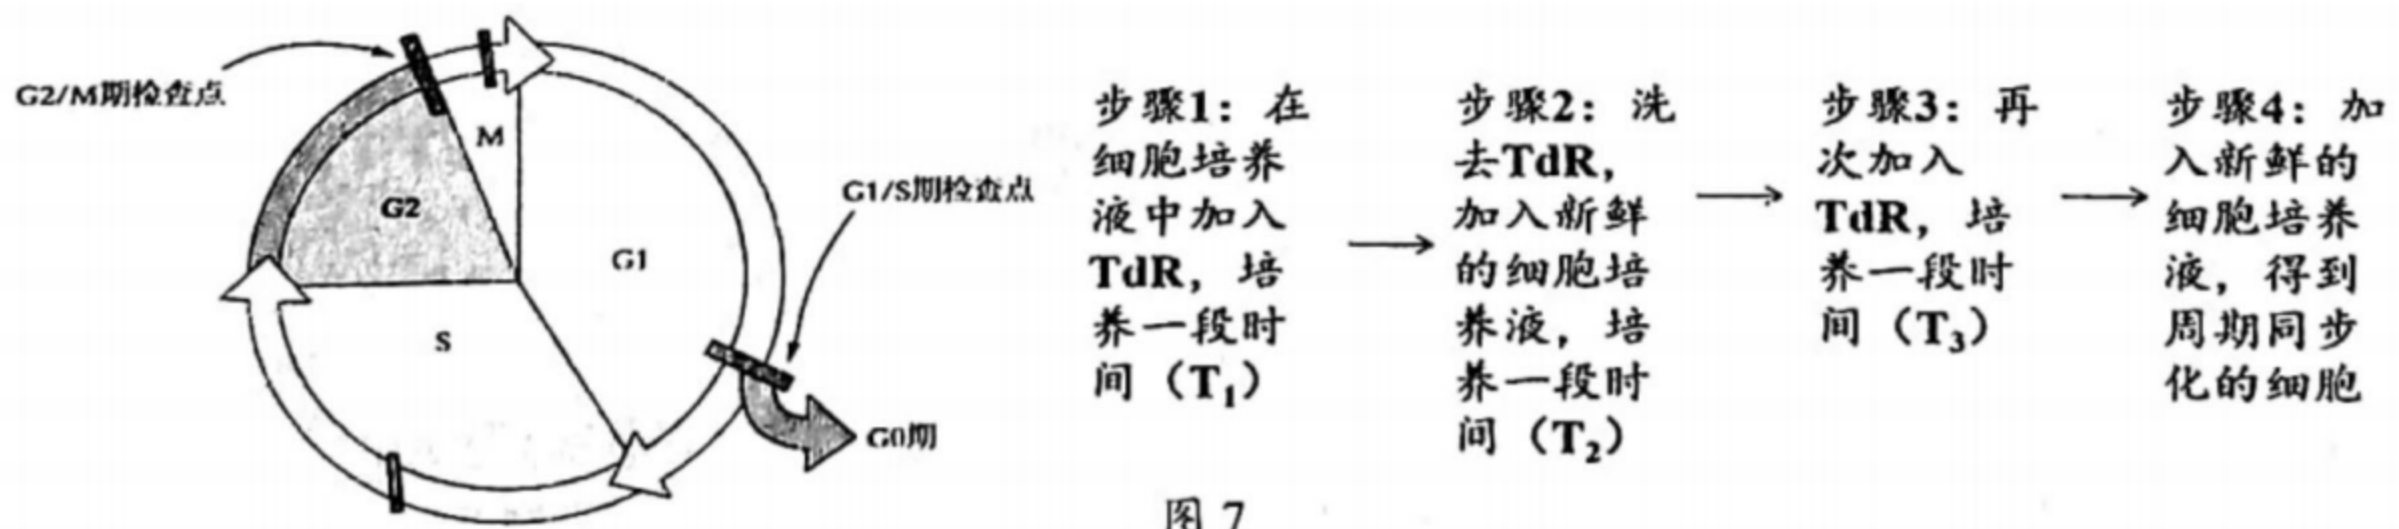 G2/M期检查点
M
G2
G1
S
G1/S期检查点
G0期
步骤1：在
细胞培养
液中加入
TdR，培
养一段时
间（T₁）
步骤2：洗
去TdR，
加入新鲜
的细胞培
养液，培
养一段时
间（T₂）
步骤3：再
次加入
TdR，培
养一段时
间（T₃）
步骤4：加
入新鲜的
细胞培养
液，得到
周期同步
化的细胞
图 7